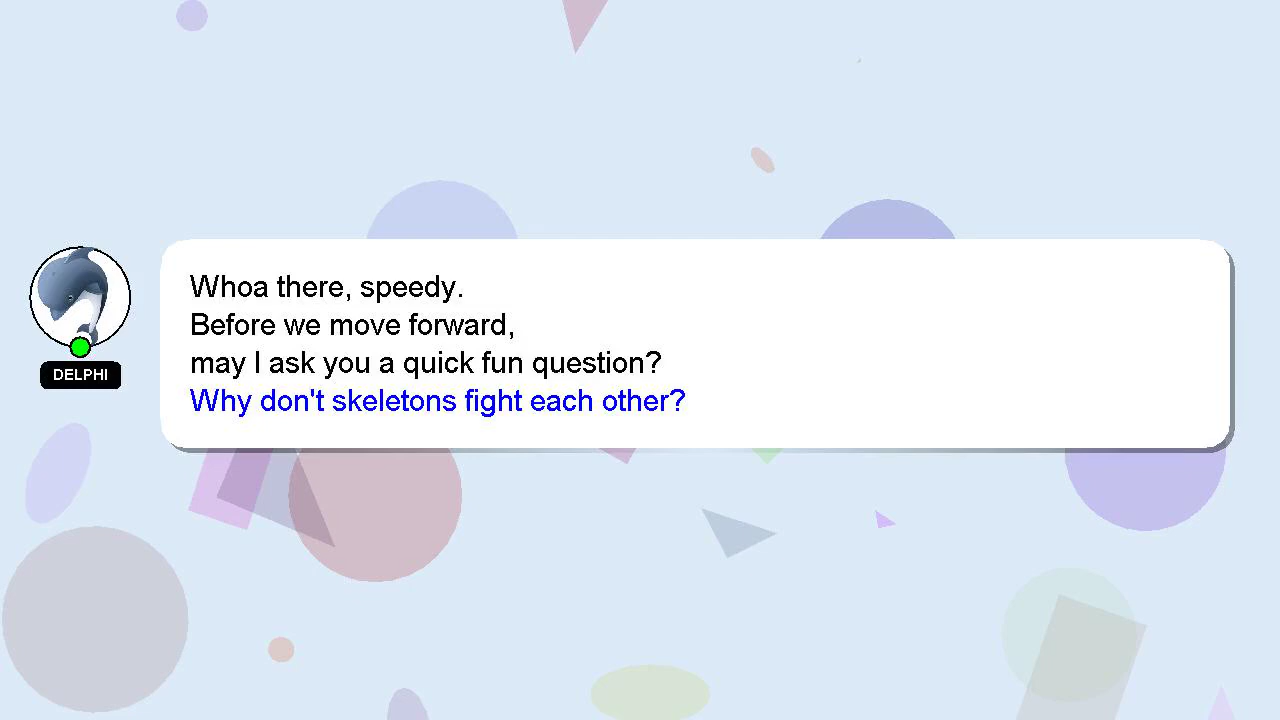 Whoa there, speedy.
Before we move forward,
may I ask you a quick fun question?
Why don't skeletons fight each other?
DELPHI